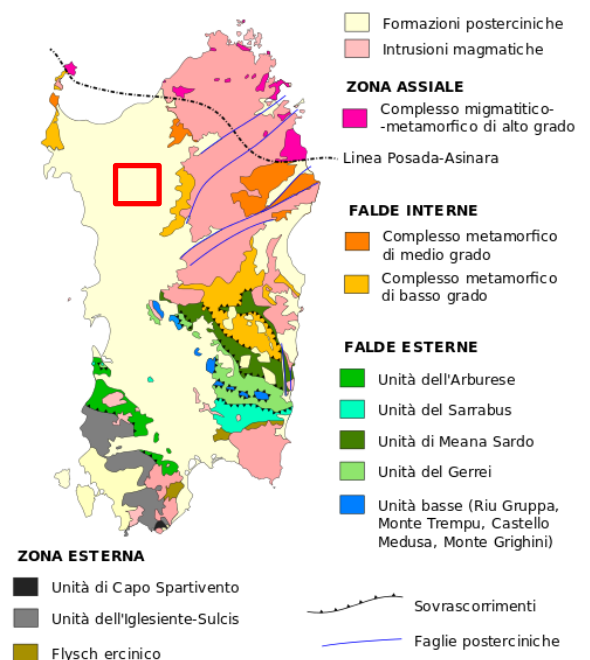 Formazioni posterciniche
Intrusioni magmatiche
ZONA ASSIALE
Complesso migmatitico-
-metamorfico di alto grado
Linea Posada-Asinara
FALDE INTERNE
Complesso metamorfico
di medio grado
Complesso metamorfico
di basso grado
FALDE ESTERNE
Unità dell'Arburese
Unità del Sarrabus
Unità di Meana Sardo
Unità del Gerrei
Unità basse (Riu Gruppa,
Monte Trempu, Castello
Medusa, Monte Grighini)
ZONA ESTERNA
Unità di Capo Spartivento
Unità dell'Iglesiente-Sulcis
Flysch ercinico
Sovrascorrimenti
Faglie posterciniche